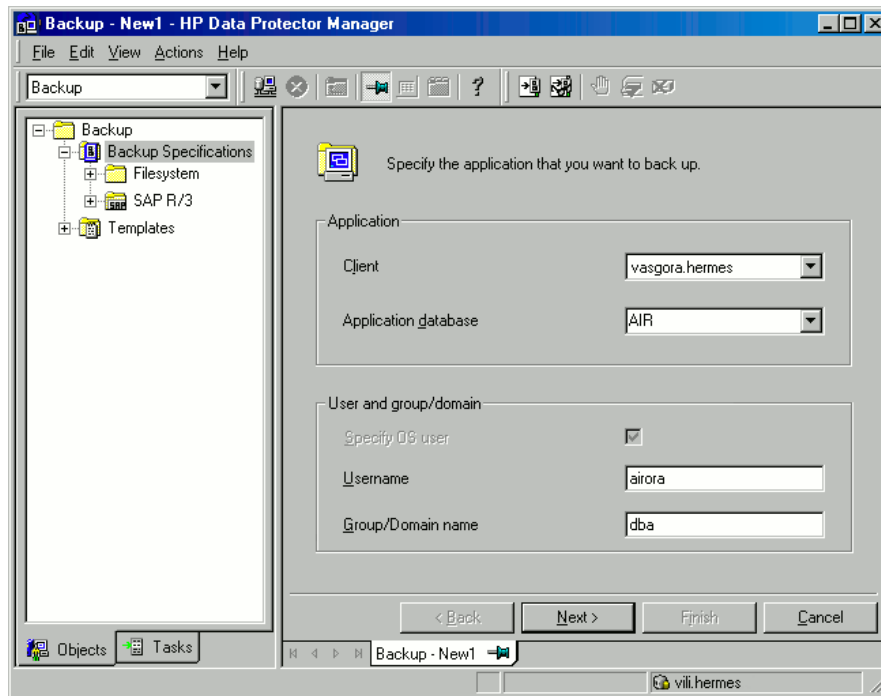 Backup - New1 - HP Data Protector Manager
File Edit View Actions Help
Backup
Backup
Backup Specifications
Filesystem
SAP R/3
Templates
Specify the application that you want to back up.
Application
Client vasgora.hermes
Application database AIR
User and group/domain
Specify OS user
Username airora
Group/Domain name dba
< Back Next > Finish Cancel
Objects Tasks
Backup - New1
vili.hermes